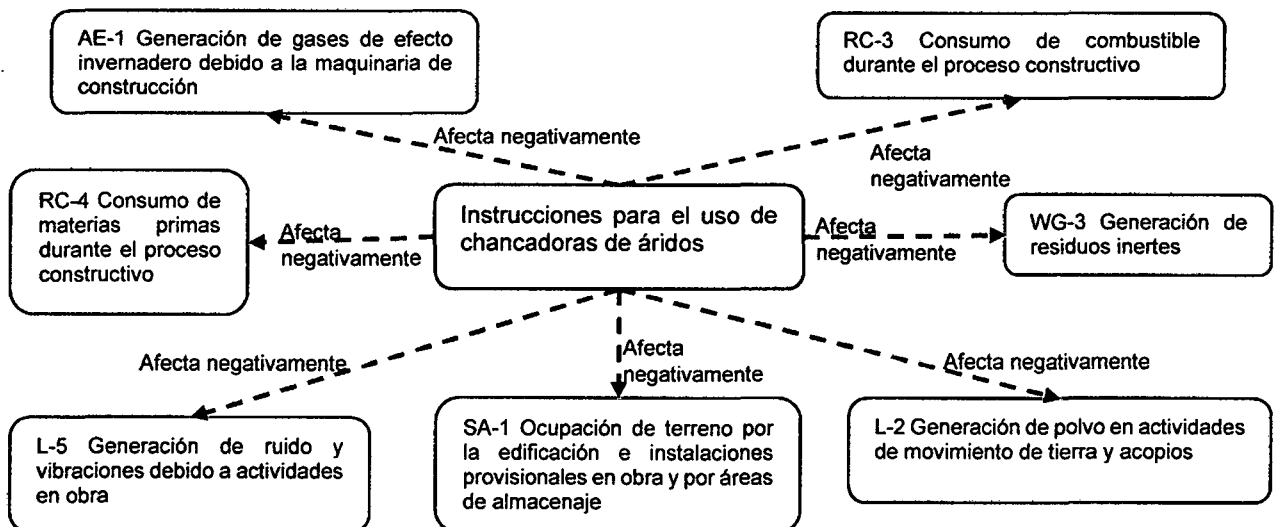 AE-1 Generación de gases de efecto
invernadero debido a la maquinaria de
construcción
RC-3 Consumo de combustible
durante el proceso constructivo
Afecta negativamente
Afecta
negativamente
RC-4 Consumo de
materias primas
durante el proceso
constructivo
Afecta
negativamente
Instrucciones para el uso de
chancadoras de áridos
Afecta
negativamente
WG-3 Generación de
residuos inertes
Afecta negativamente
Afecta
negativamente
Afecta negativamente
L-5 Generación de ruido y
vibraciones debido a actividades
en obra
SA-1 Ocupación de terreno por
la edificación e instalaciones
provisionales en obra y por áreas
de almacenaje
L-2 Generación de polvo en actividades
de movimiento de tierra y acopios